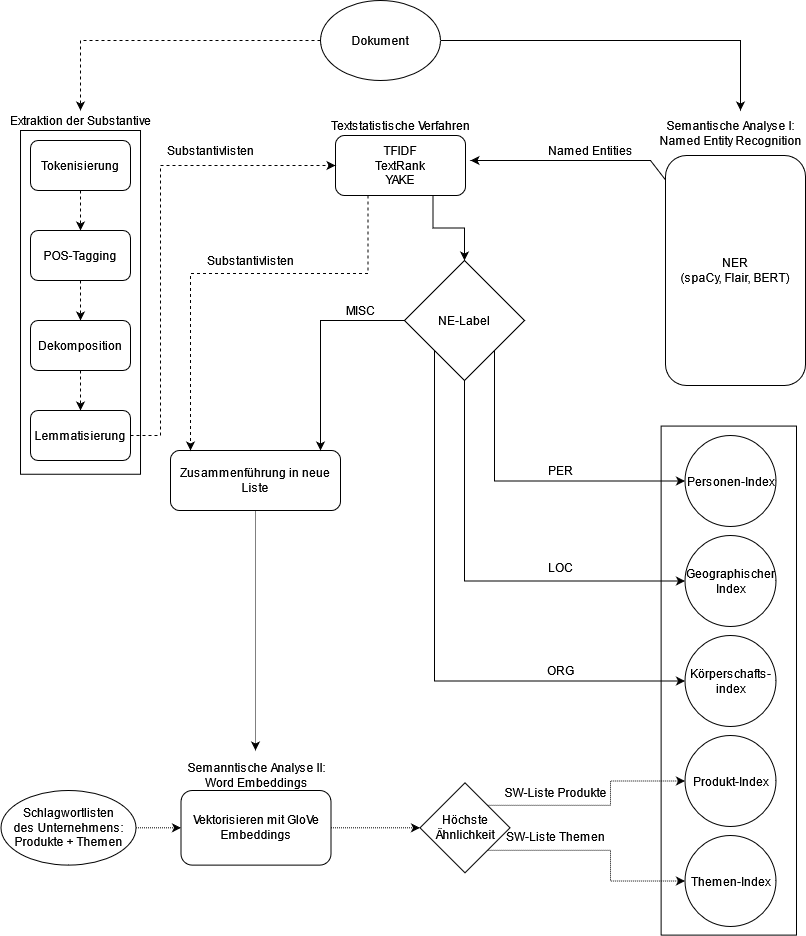 Dokument
Extraktion der Substantive
Tokenisierung
POS-Tagging
Dekomposition
Lemmatisierung
Substantivlisten
Textstatistische Verfahren
TFIDF
TextRank
YAKE
Named Entities
Semantische Analyse I:
Named Entity Recognition
NER
(spaCy, Flair, BERT)
Substantivlisten
MISC
NE-Label
Zusammenführung in neue
Liste
PER
Personen-Index
LOC
Geographischer
Index
ORG
Körperschafts-
index
Semanntische Analyse II:
Word Embeddings
Schlagwortlisten
des Unternehmens:
Produkte + Themen
Vektorisieren mit GloVe
Embeddings
Höchste
Ähnlichkeit
SW-Liste Produkte
Produkt-Index
SW-Liste Themen
Themen-Index